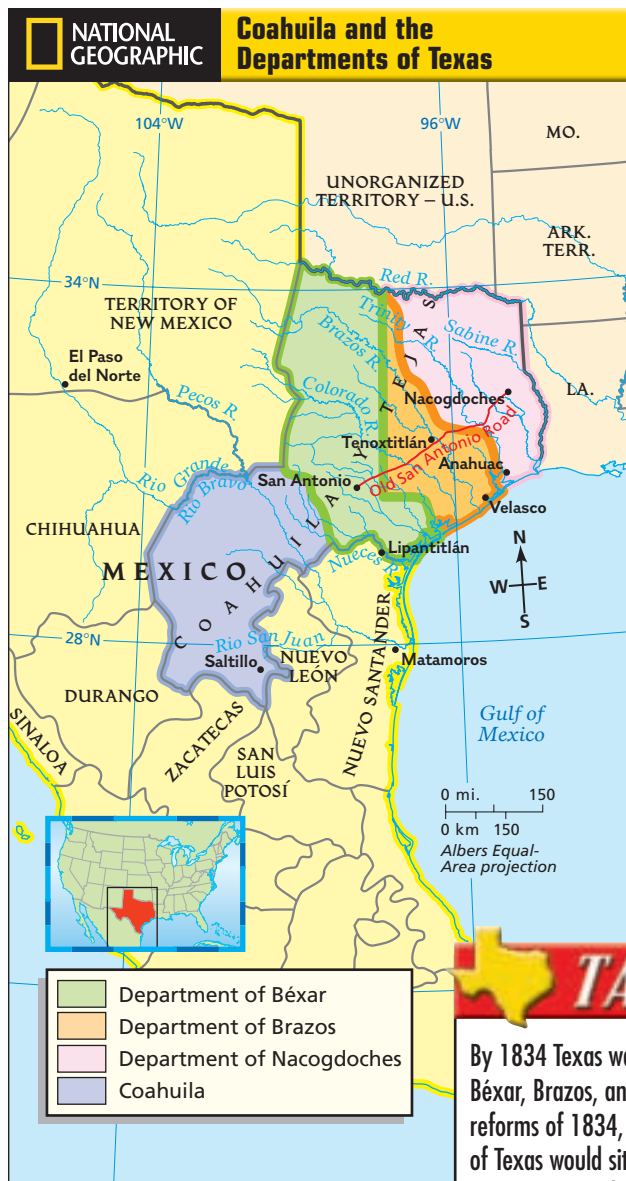 NATIONAL
GEOGRAPHIC
Coahuila and the
Departments of Texas
104°W
96°W
MO.
UNORGANIZED
TERRITORY – U.S.
ARK.
TERR.
34°N
Red R.
TERRITORY OF
NEW MEXICO
Trinity R.
Sabine R.
Brazos R.
El Paso
del Norte
LA.
Pecos R.
Colorado R.
Nacogdoches
Tenoxtitlán
Old San Antonio Road
Anahuac
San Antonio
Rio Grande
Rio Bravo
Velasco
COAHUILA Y TEJAS
CHIHUAHUA
Lipantitlán
Nueces R.
MEXICO
N
W
E
S
28°N
Rio San Juan
Saltillo
NUEVO
LEÓN
NUEVO SANTANDER
Matamoros
DURANGO
SINALOA
ZACATECAS
SAN
LUIS
POTOSÍ
Gulf of
Mexico
0 mi. 150
0 km 150
Albers Equal-
Area projection
Department of Béxar
Department of Brazos
Department of Nacogdoches
Coahuila
TA
By 1834 Texas wa
Béxar, Brazos, an
reforms of 1834,
of Texas would sit